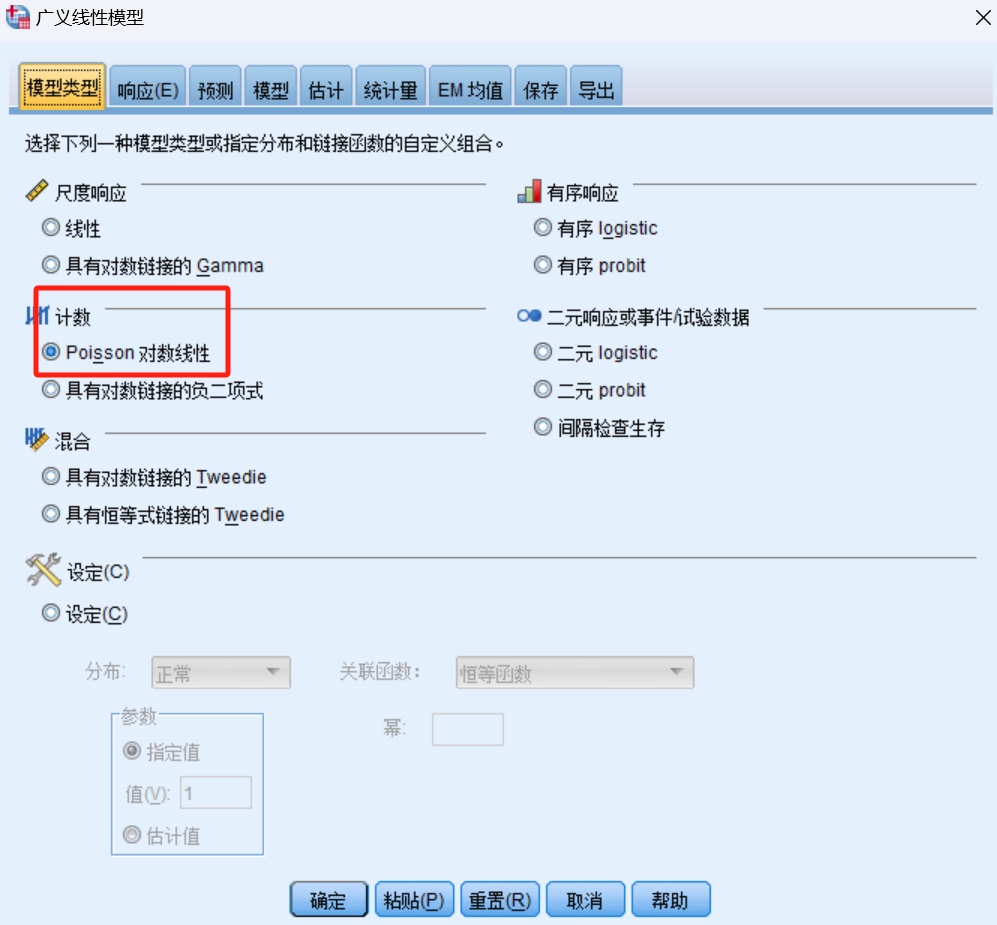 广义线性模型
模型类型 响应(E) 预测 模型 估计 统计量 EM 均值 保存 导出
选择下列一种模型类型或指定分布和链接函数的自定义组合。
尺度响应
线性
具有对数链接的 Gamma
计数
Poisson 对数线性
具有对数链接的负二项式
混合
具有对数链接的 Tweedie
具有恒等式链接的 Tweedie
有序响应
有序 logistic
有序 probit
二元响应或事件/试验数据
二元 logistic
二元 probit
间隔检查生存
设定(C)
设定(C)
分布: 正常 关联函数: 恒等函数
参数
指定值
值(V): 1
估计值
幂:
确定 粘贴(P) 重置(R) 取消 帮助